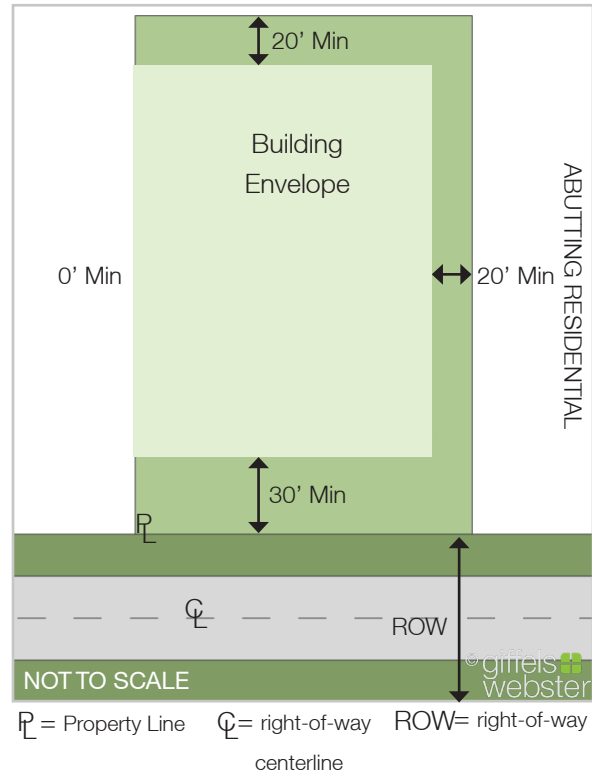 20’ Min
Building
Envelope
ABUTTING RESIDENTIAL
0’ Min
20’ Min
30’ Min
PL
CL
ROW
© giffels
webster
NOT TO SCALE
PL = Property Line
CL = right-of-way
centerline
ROW= right-of-way